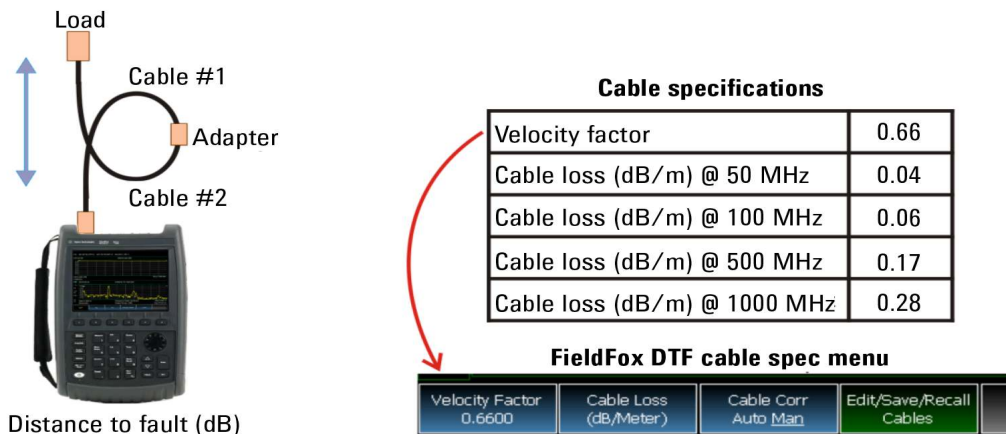 Load
Cable #1
Adapter
Cable #2
Distance to fault (dB)
Cable specifications
Velocity factor 0.66
Cable loss (dB/m) @ 50 MHz 0.04
Cable loss (dB/m) @ 100 MHz 0.06
Cable loss (dB/m) @ 500 MHz 0.17
Cable loss (dB/m) @ 1000 MHz 0.28
FieldFox DTF cable spec menu
Velocity Factor
0.6600
Cable Loss
(dB/Meter)
Cable Corr
Auto Man
Edit/Save/Recall
Cables